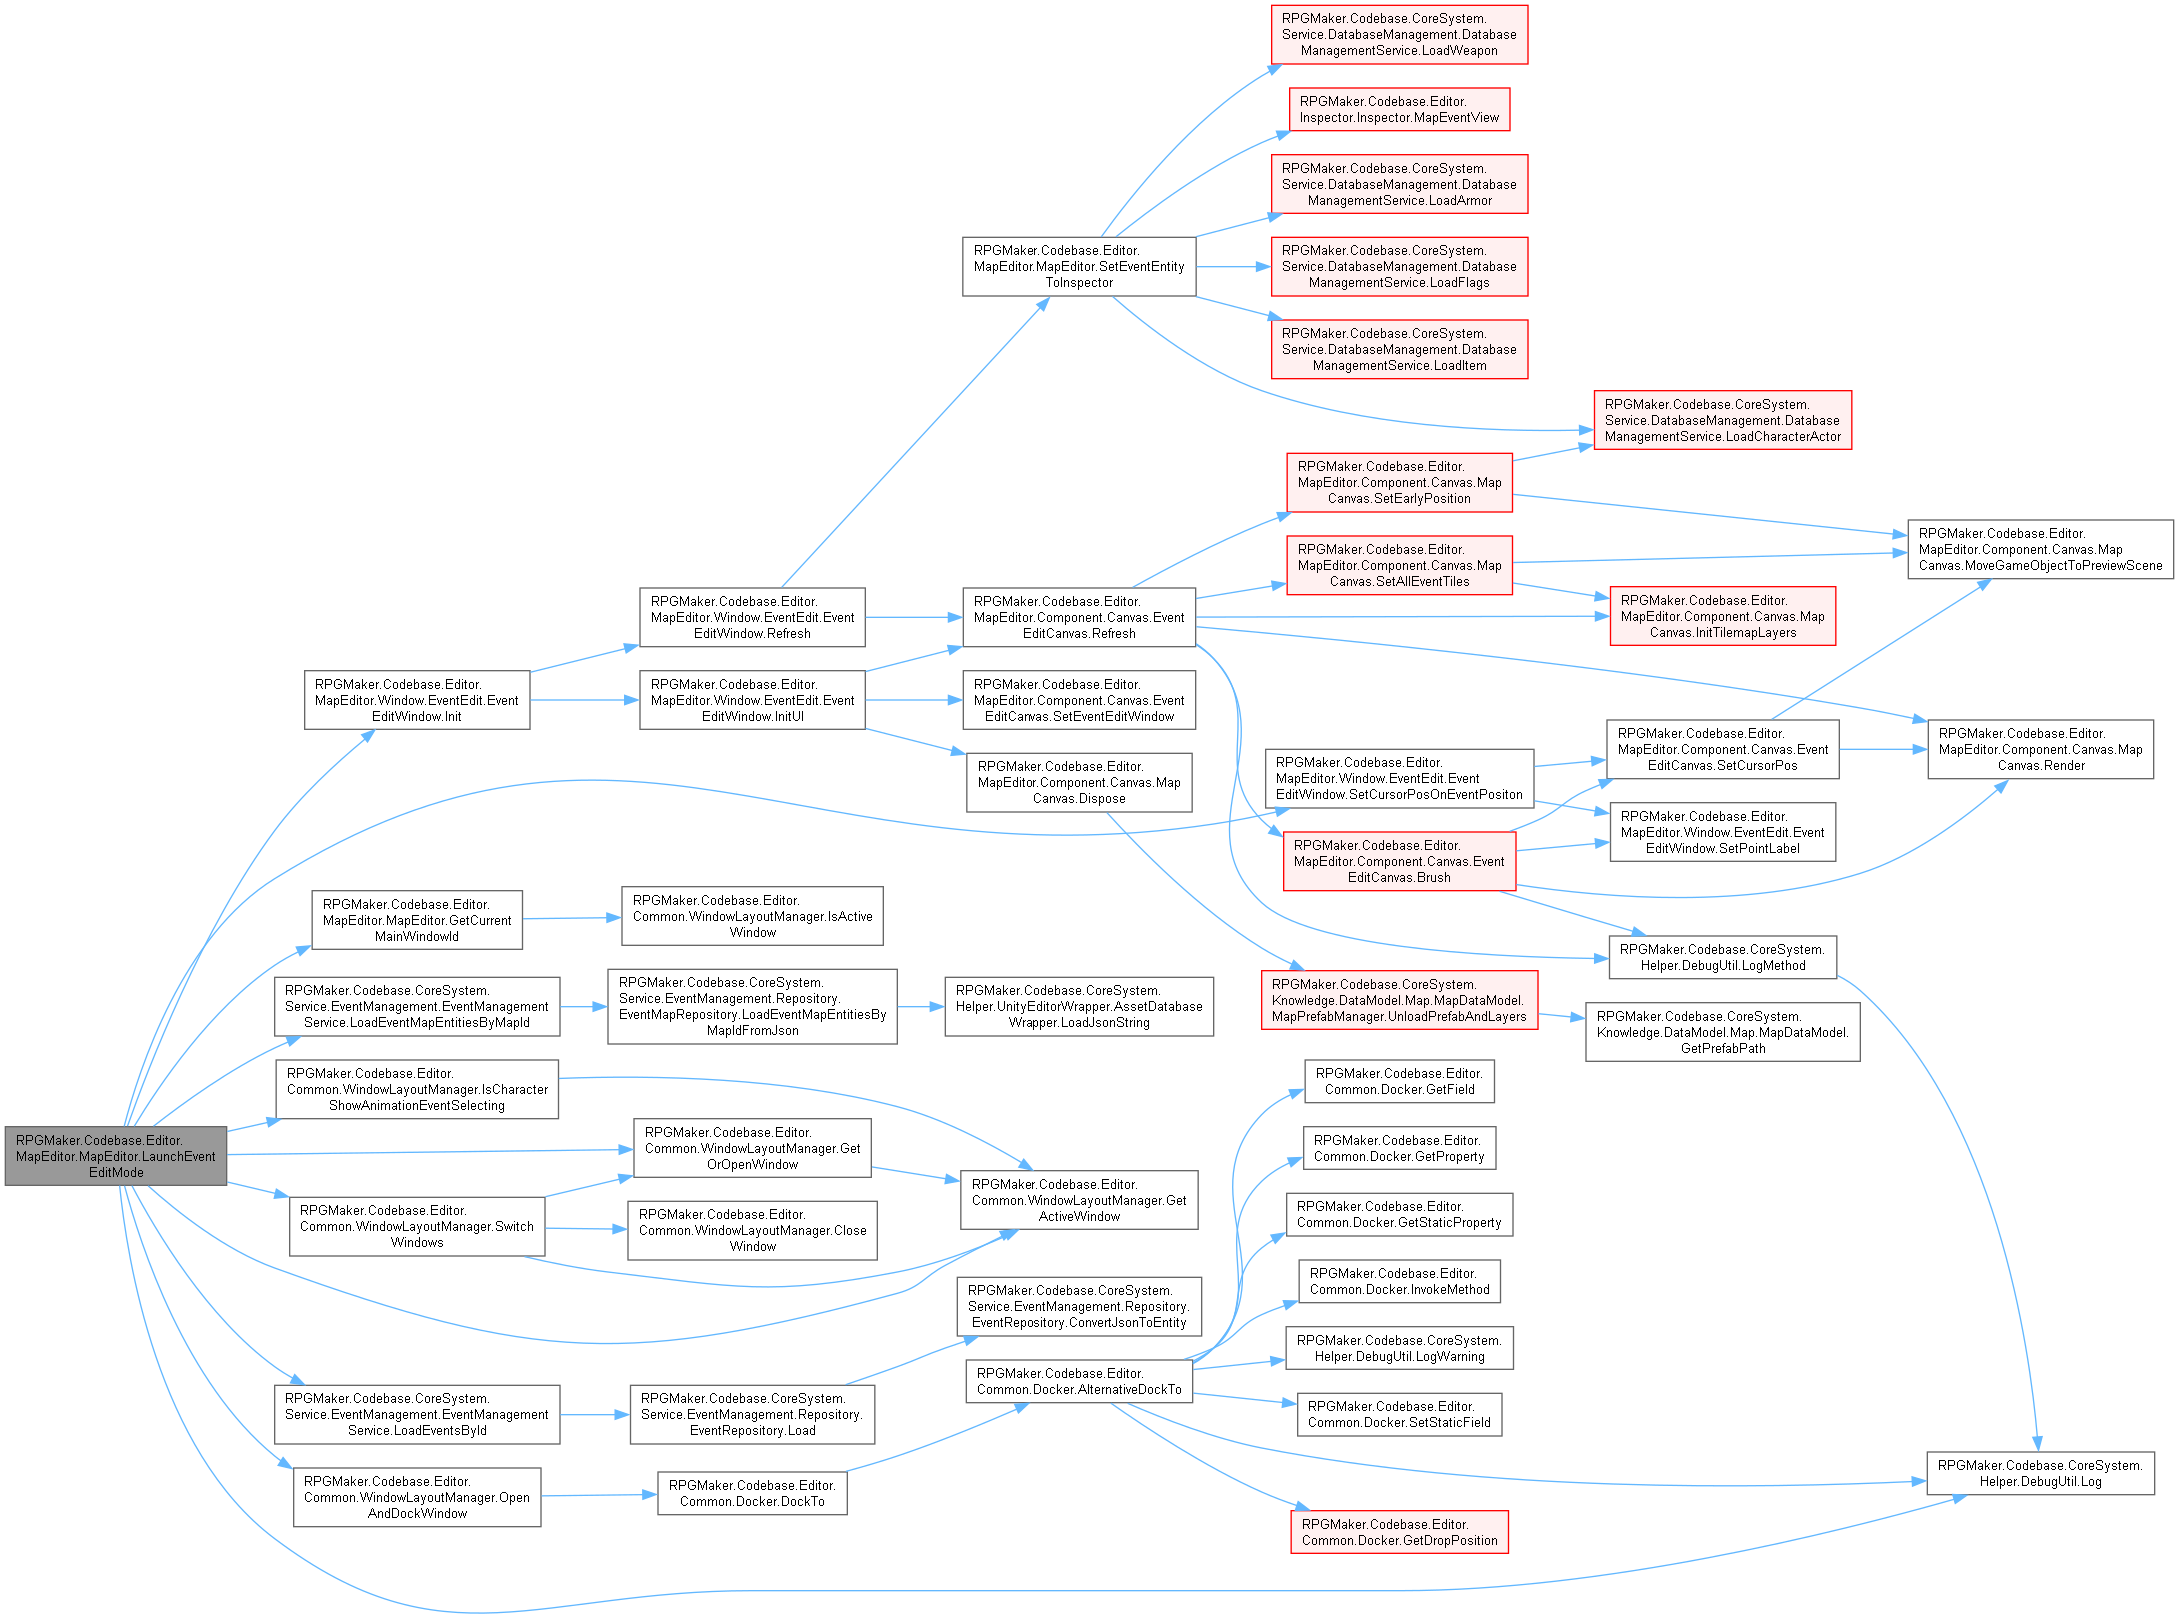 RPGMaker.Codebase.CoreSystem.
Service.DatabaseManagement.Database
ManagementService.LoadWeapon
RPGMaker.Codebase.Editor.
Inspector.Inspector.MapEventView
RPGMaker.Codebase.CoreSystem.
Service.DatabaseManagement.Database
ManagementService.LoadArmor
RPGMaker.Codebase.Editor.
MapEditor.MapEditor.SetEventEntity
ToInspector
RPGMaker.Codebase.CoreSystem.
Service.DatabaseManagement.Database
ManagementService.LoadFlags
RPGMaker.Codebase.CoreSystem.
Service.DatabaseManagement.Database
ManagementService.LoadItem
RPGMaker.Codebase.CoreSystem.
Service.DatabaseManagement.Database
ManagementService.LoadCharacterActor
RPGMaker.Codebase.Editor.
MapEditor.Component.Canvas.Map
Canvas.SetEarlyPosition
RPGMaker.Codebase.Editor.
MapEditor.Component.Canvas.Map
Canvas.MoveGameObjectToPreviewScene
RPGMaker.Codebase.Editor.
MapEditor.Component.Canvas.Map
Canvas.SetAllEventTiles
RPGMaker.Codebase.Editor.
MapEditor.Window.EventEdit.Event
EditWindow.Refresh
RPGMaker.Codebase.Editor.
MapEditor.Component.Canvas.Event
EditCanvas.Refresh
RPGMaker.Codebase.Editor.
MapEditor.Component.Canvas.Map
Canvas.InitTilemapLayers
RPGMaker.Codebase.Editor.
MapEditor.Window.EventEdit.Event
EditWindow.Init
RPGMaker.Codebase.Editor.
MapEditor.Window.EventEdit.Event
EditWindow.InitUI
RPGMaker.Codebase.Editor.
MapEditor.Component.Canvas.Event
EditCanvas.SetEventEditWindow
RPGMaker.Codebase.Editor.
MapEditor.Component.Canvas.Map
Canvas.Dispose
RPGMaker.Codebase.Editor.
MapEditor.Window.EventEdit.Event
EditWindow.SetCursorPosOnEventPositon
RPGMaker.Codebase.Editor.
MapEditor.Component.Canvas.Event
EditCanvas.SetCursorPos
RPGMaker.Codebase.Editor.
MapEditor.Component.Canvas.Map
Canvas.Render
RPGMaker.Codebase.Editor.
MapEditor.Window.EventEdit.Event
EditWindow.SetPointLabel
RPGMaker.Codebase.Editor.
MapEditor.Component.Canvas.Event
EditCanvas.Brush
RPGMaker.Codebase.Editor.
MapEditor.MapEditor.GetCurrent
MainWindowId
RPGMaker.Codebase.Editor.
Common.WindowLayoutManager.IsActive
Window
RPGMaker.Codebase.CoreSystem.
Helper.DebugUtil.LogMethod
RPGMaker.Codebase.CoreSystem.
Service.EventManagement.EventManagement
Service.LoadEventMapEntitiesByMapId
RPGMaker.Codebase.CoreSystem.
Service.EventManagement.Repository.
EventMapRepository.LoadEventMapEntitiesBy
MapIdFromJson
RPGMaker.Codebase.CoreSystem.
Helper.UnityEditorWrapper.AssetDatabase
Wrapper.LoadJsonString
RPGMaker.Codebase.CoreSystem.
Knowledge.DataModel.Map.MapDataModel.
MapPrefabManager.UnloadPrefabAndLayers
RPGMaker.Codebase.CoreSystem.
Knowledge.DataModel.Map.MapDataModel.
GetPrefabPath
RPGMaker.Codebase.Editor.
Common.WindowLayoutManager.IsCharacter
ShowAnimationEventSelecting
RPGMaker.Codebase.Editor.
Common.Docker.GetField
RPGMaker.Codebase.Editor.
MapEditor.MapEditor.LaunchEvent
EditMode
RPGMaker.Codebase.Editor.
Common.WindowLayoutManager.Get
OrOpenWindow
RPGMaker.Codebase.Editor.
Common.Docker.GetProperty
RPGMaker.Codebase.Editor.
Common.WindowLayoutManager.Switch
Windows
RPGMaker.Codebase.Editor.
Common.WindowLayoutManager.Close
Window
RPGMaker.Codebase.Editor.
Common.WindowLayoutManager.Get
ActiveWindow
RPGMaker.Codebase.Editor.
Common.Docker.GetStaticProperty
RPGMaker.Codebase.CoreSystem.
Service.EventManagement.Repository.
EventRepository.ConvertJsonToEntity
RPGMaker.Codebase.Editor.
Common.Docker.InvokeMethod
RPGMaker.Codebase.CoreSystem.
Helper.DebugUtil.LogWarning
RPGMaker.Codebase.Editor.
Common.Docker.AlternativeDockTo
RPGMaker.Codebase.Editor.
Common.Docker.SetStaticField
RPGMaker.Codebase.CoreSystem.
Service.EventManagement.EventManagement
Service.LoadEventsById
RPGMaker.Codebase.CoreSystem.
Service.EventManagement.Repository.
EventRepository.Load
RPGMaker.Codebase.Editor.
Common.WindowLayoutManager.Open
AndDockWindow
RPGMaker.Codebase.Editor.
Common.Docker.DockTo
RPGMaker.Codebase.CoreSystem.
Helper.DebugUtil.Log
RPGMaker.Codebase.Editor.
Common.Docker.GetDropPosition